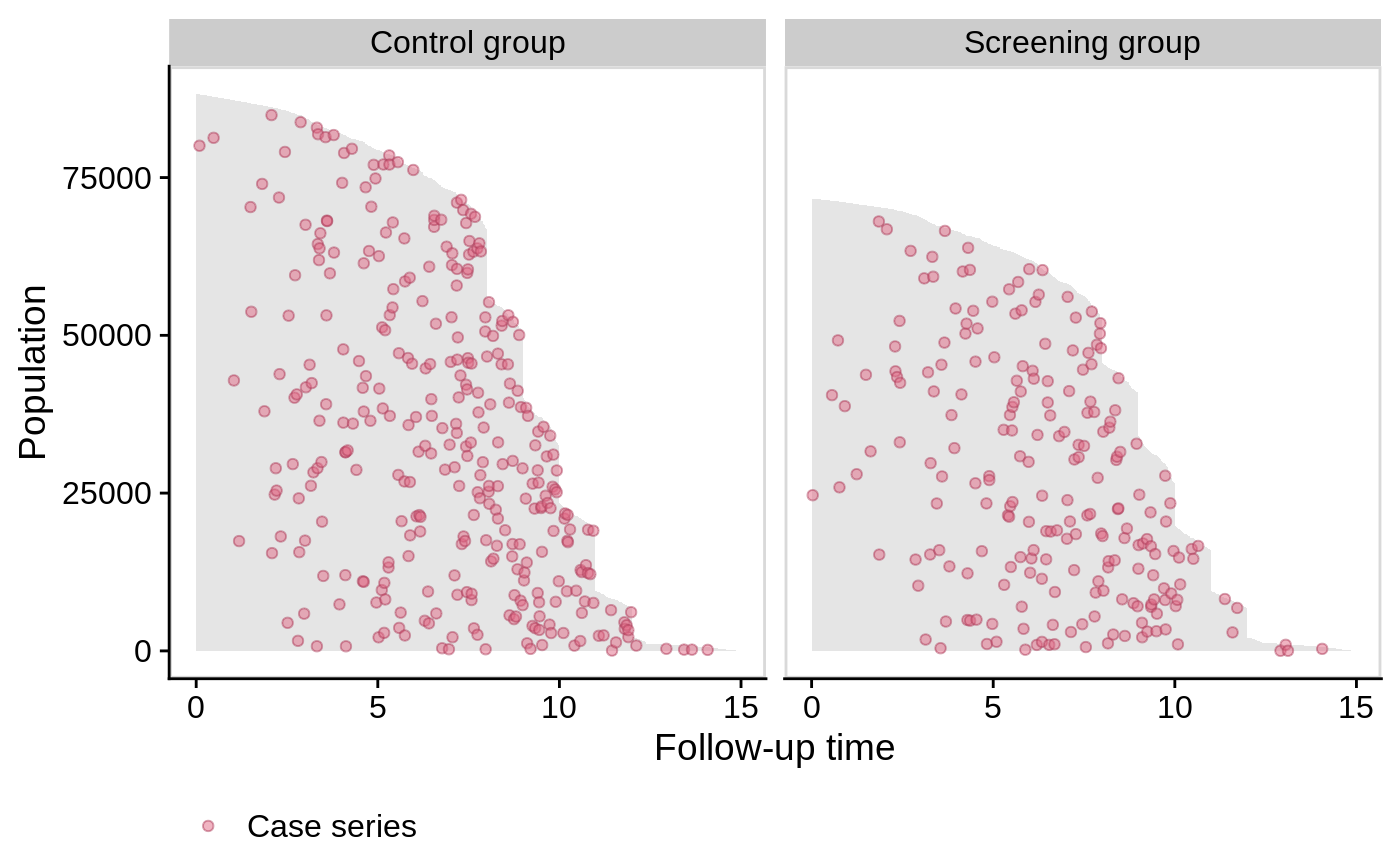 Control group
Screening group
Population
75000
50000
25000
0
0 5 10 15
0 5 10 15
Follow-up time
Case series